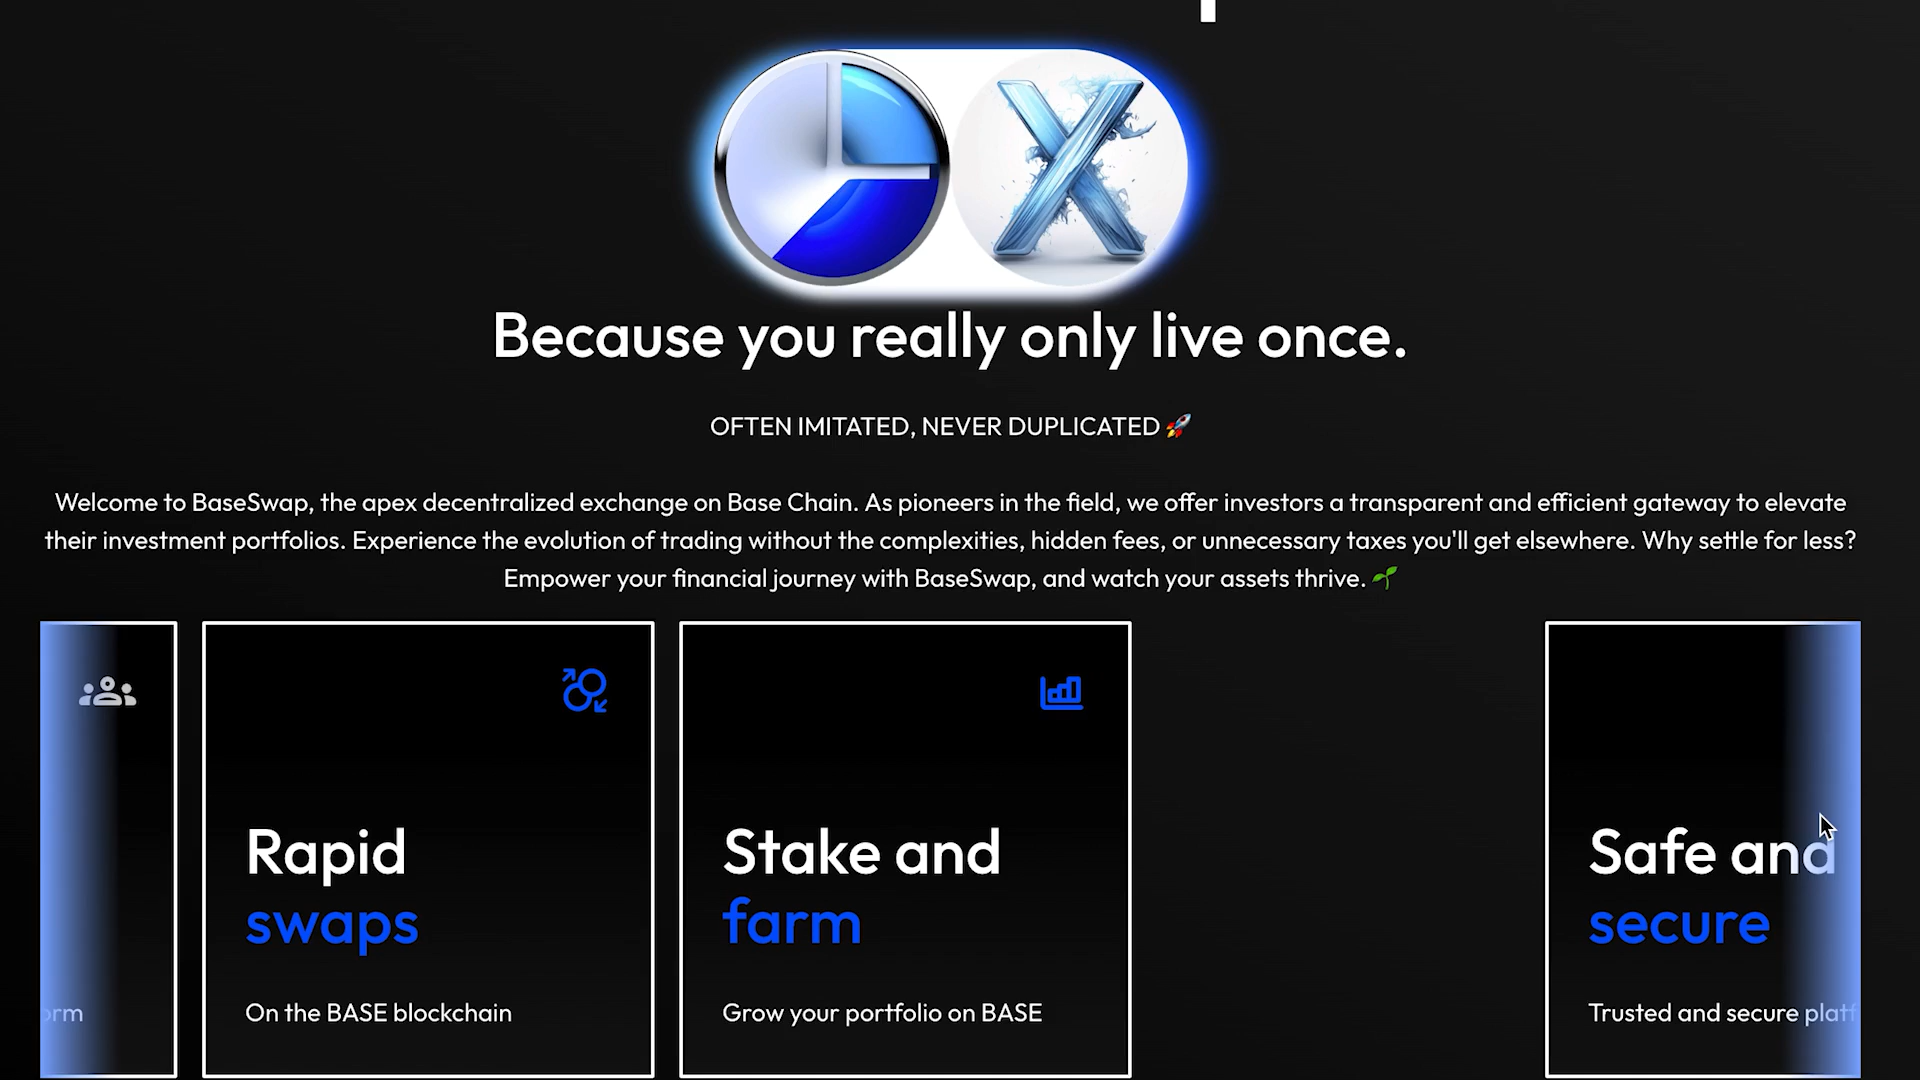 Because you really only live once.
OFTEN IMITATED, NEVER DUPLICATED 🚀
Welcome to BaseSwap, the apex decentralized exchange on Base Chain. As pioneers in the field, we offer investors a transparent and efficient gateway to elevate
their investment portfolios. Experience the evolution of trading without the complexities, hidden fees, or unnecessary taxes you'll get elsewhere. Why settle for less?
Empower your financial journey with BaseSwap, and watch your assets thrive. 🌱
Rapid
swaps
On the BASE blockchain
Stake and
farm
Grow your portfolio on BASE
Safe and
secure
Trusted and secure